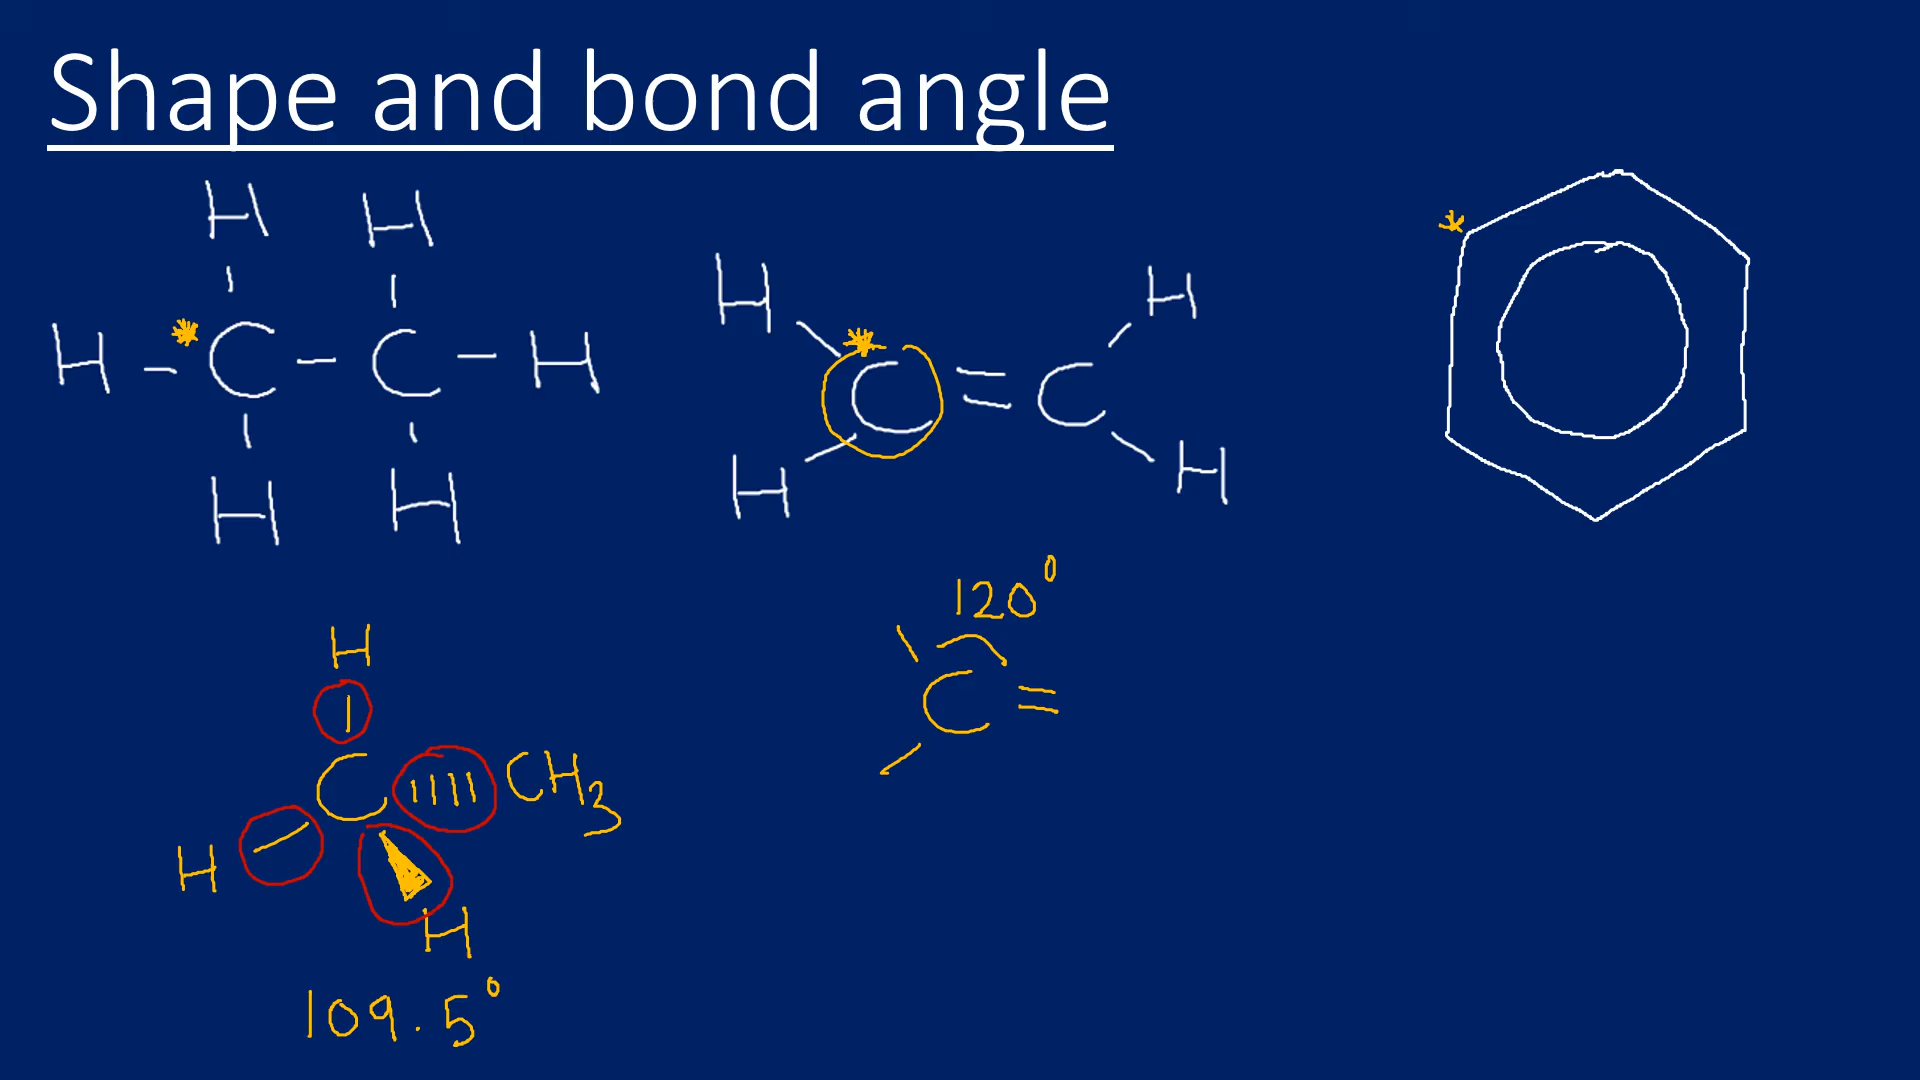 Shape and bond angle
H H
H - C - C - H
H H
H H
C = C
H H
120°
C =
H
C CH3
H
H
109.5°